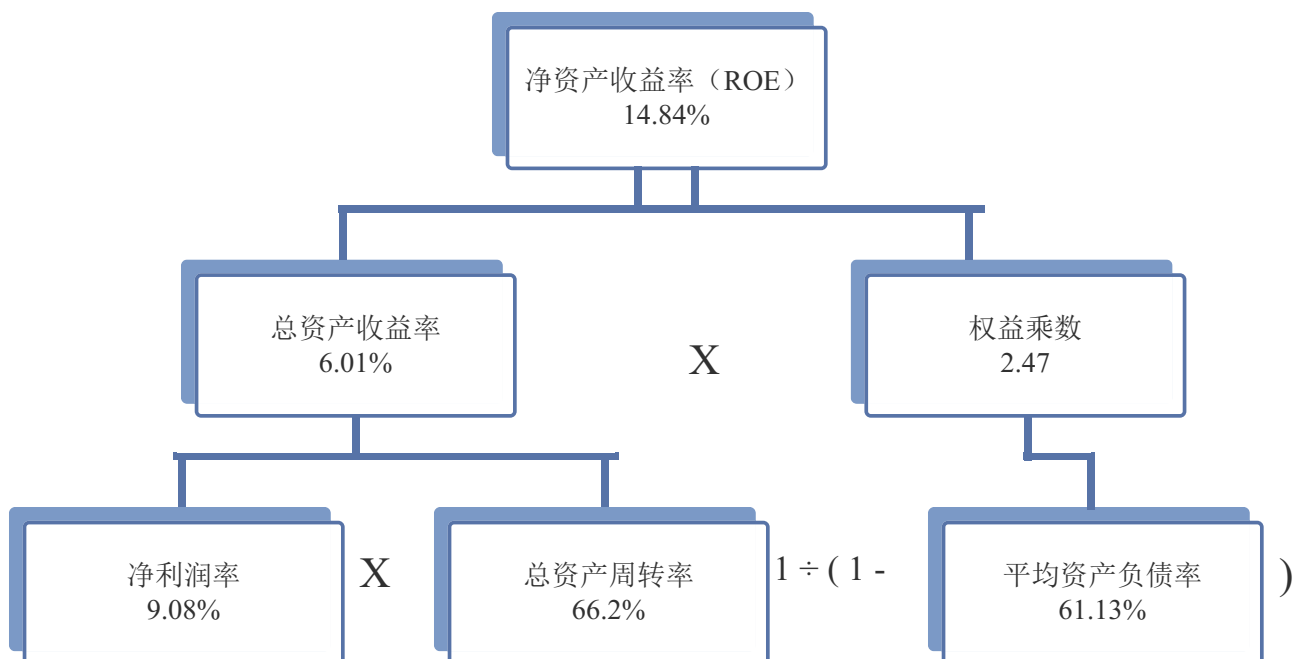 净资产收益率（ROE）
14.84%
总资产收益率
6.01%
X
权益乘数
2.47
净利润率
9.08%
X
总资产周转率
66.2%
1 ÷ ( 1 -
平均资产负债率
61.13%
)